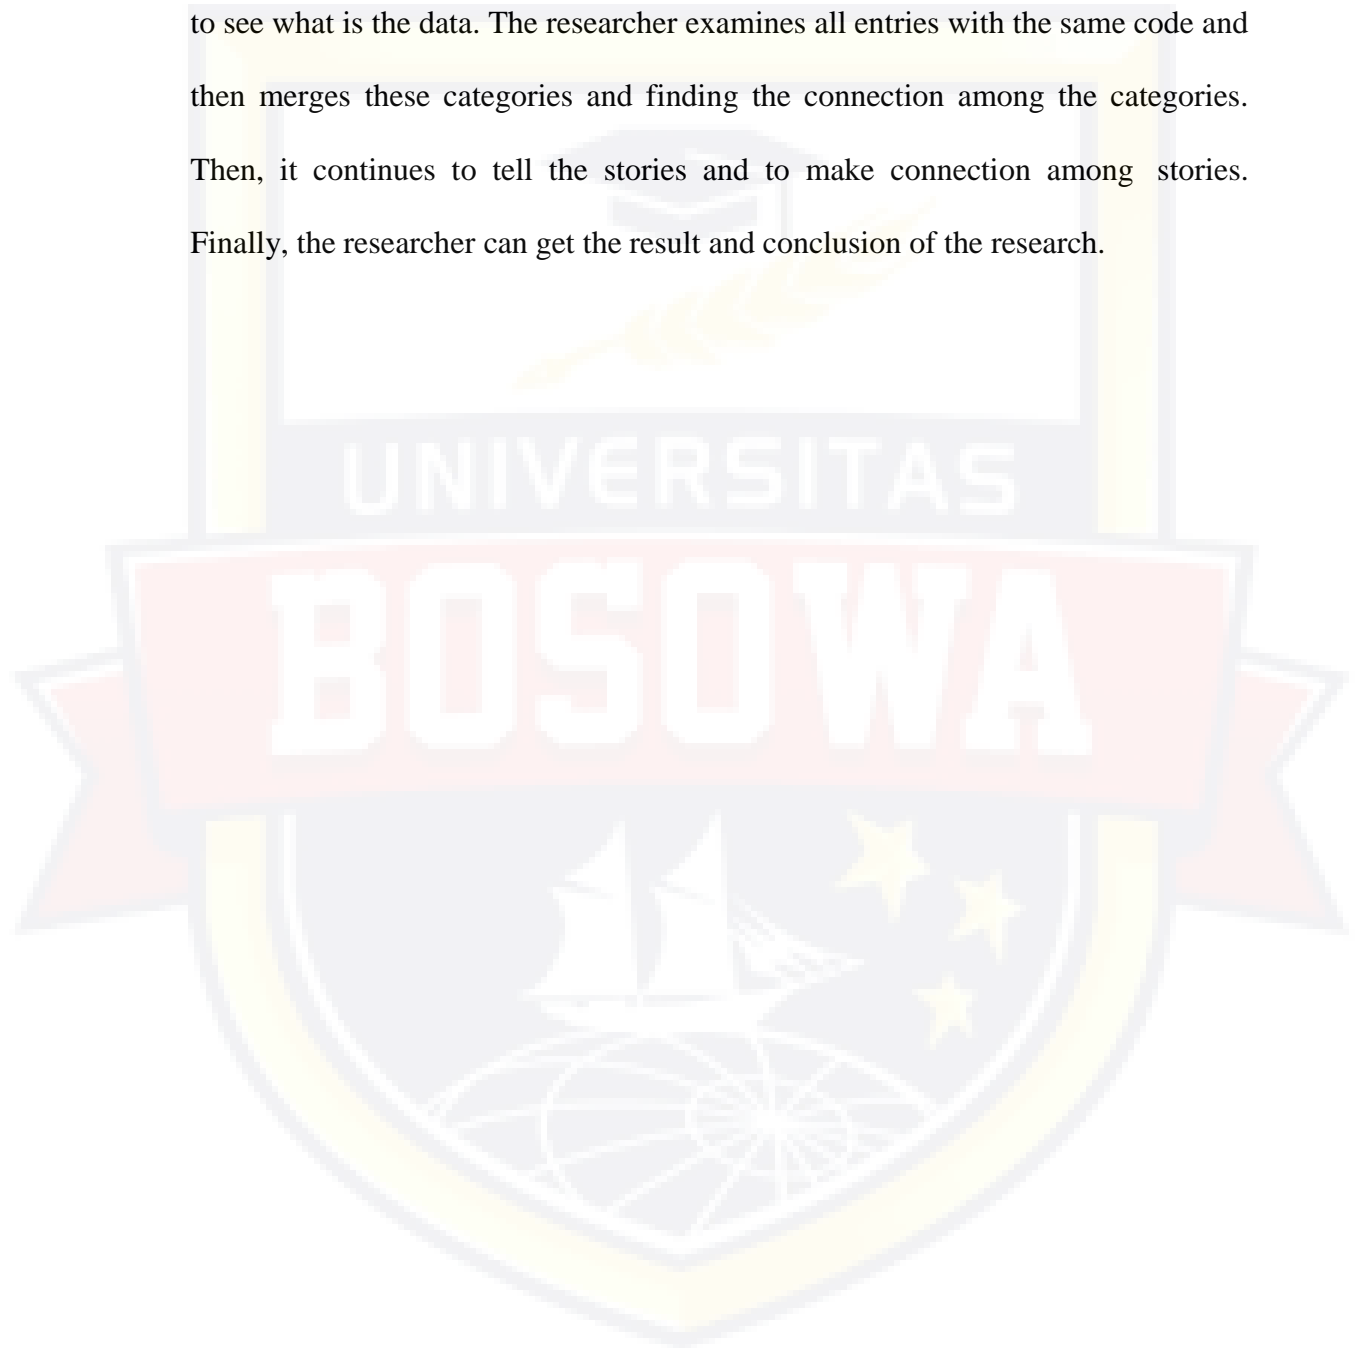 to see what is the data. The researcher examines all entries with the same code and
then merges these categories and finding the connection among the categories.
Then, it continues to tell the stories and to make connection among stories.
Finally, the researcher can get the result and conclusion of the research.
UNIVERSITAS
BOSOWA